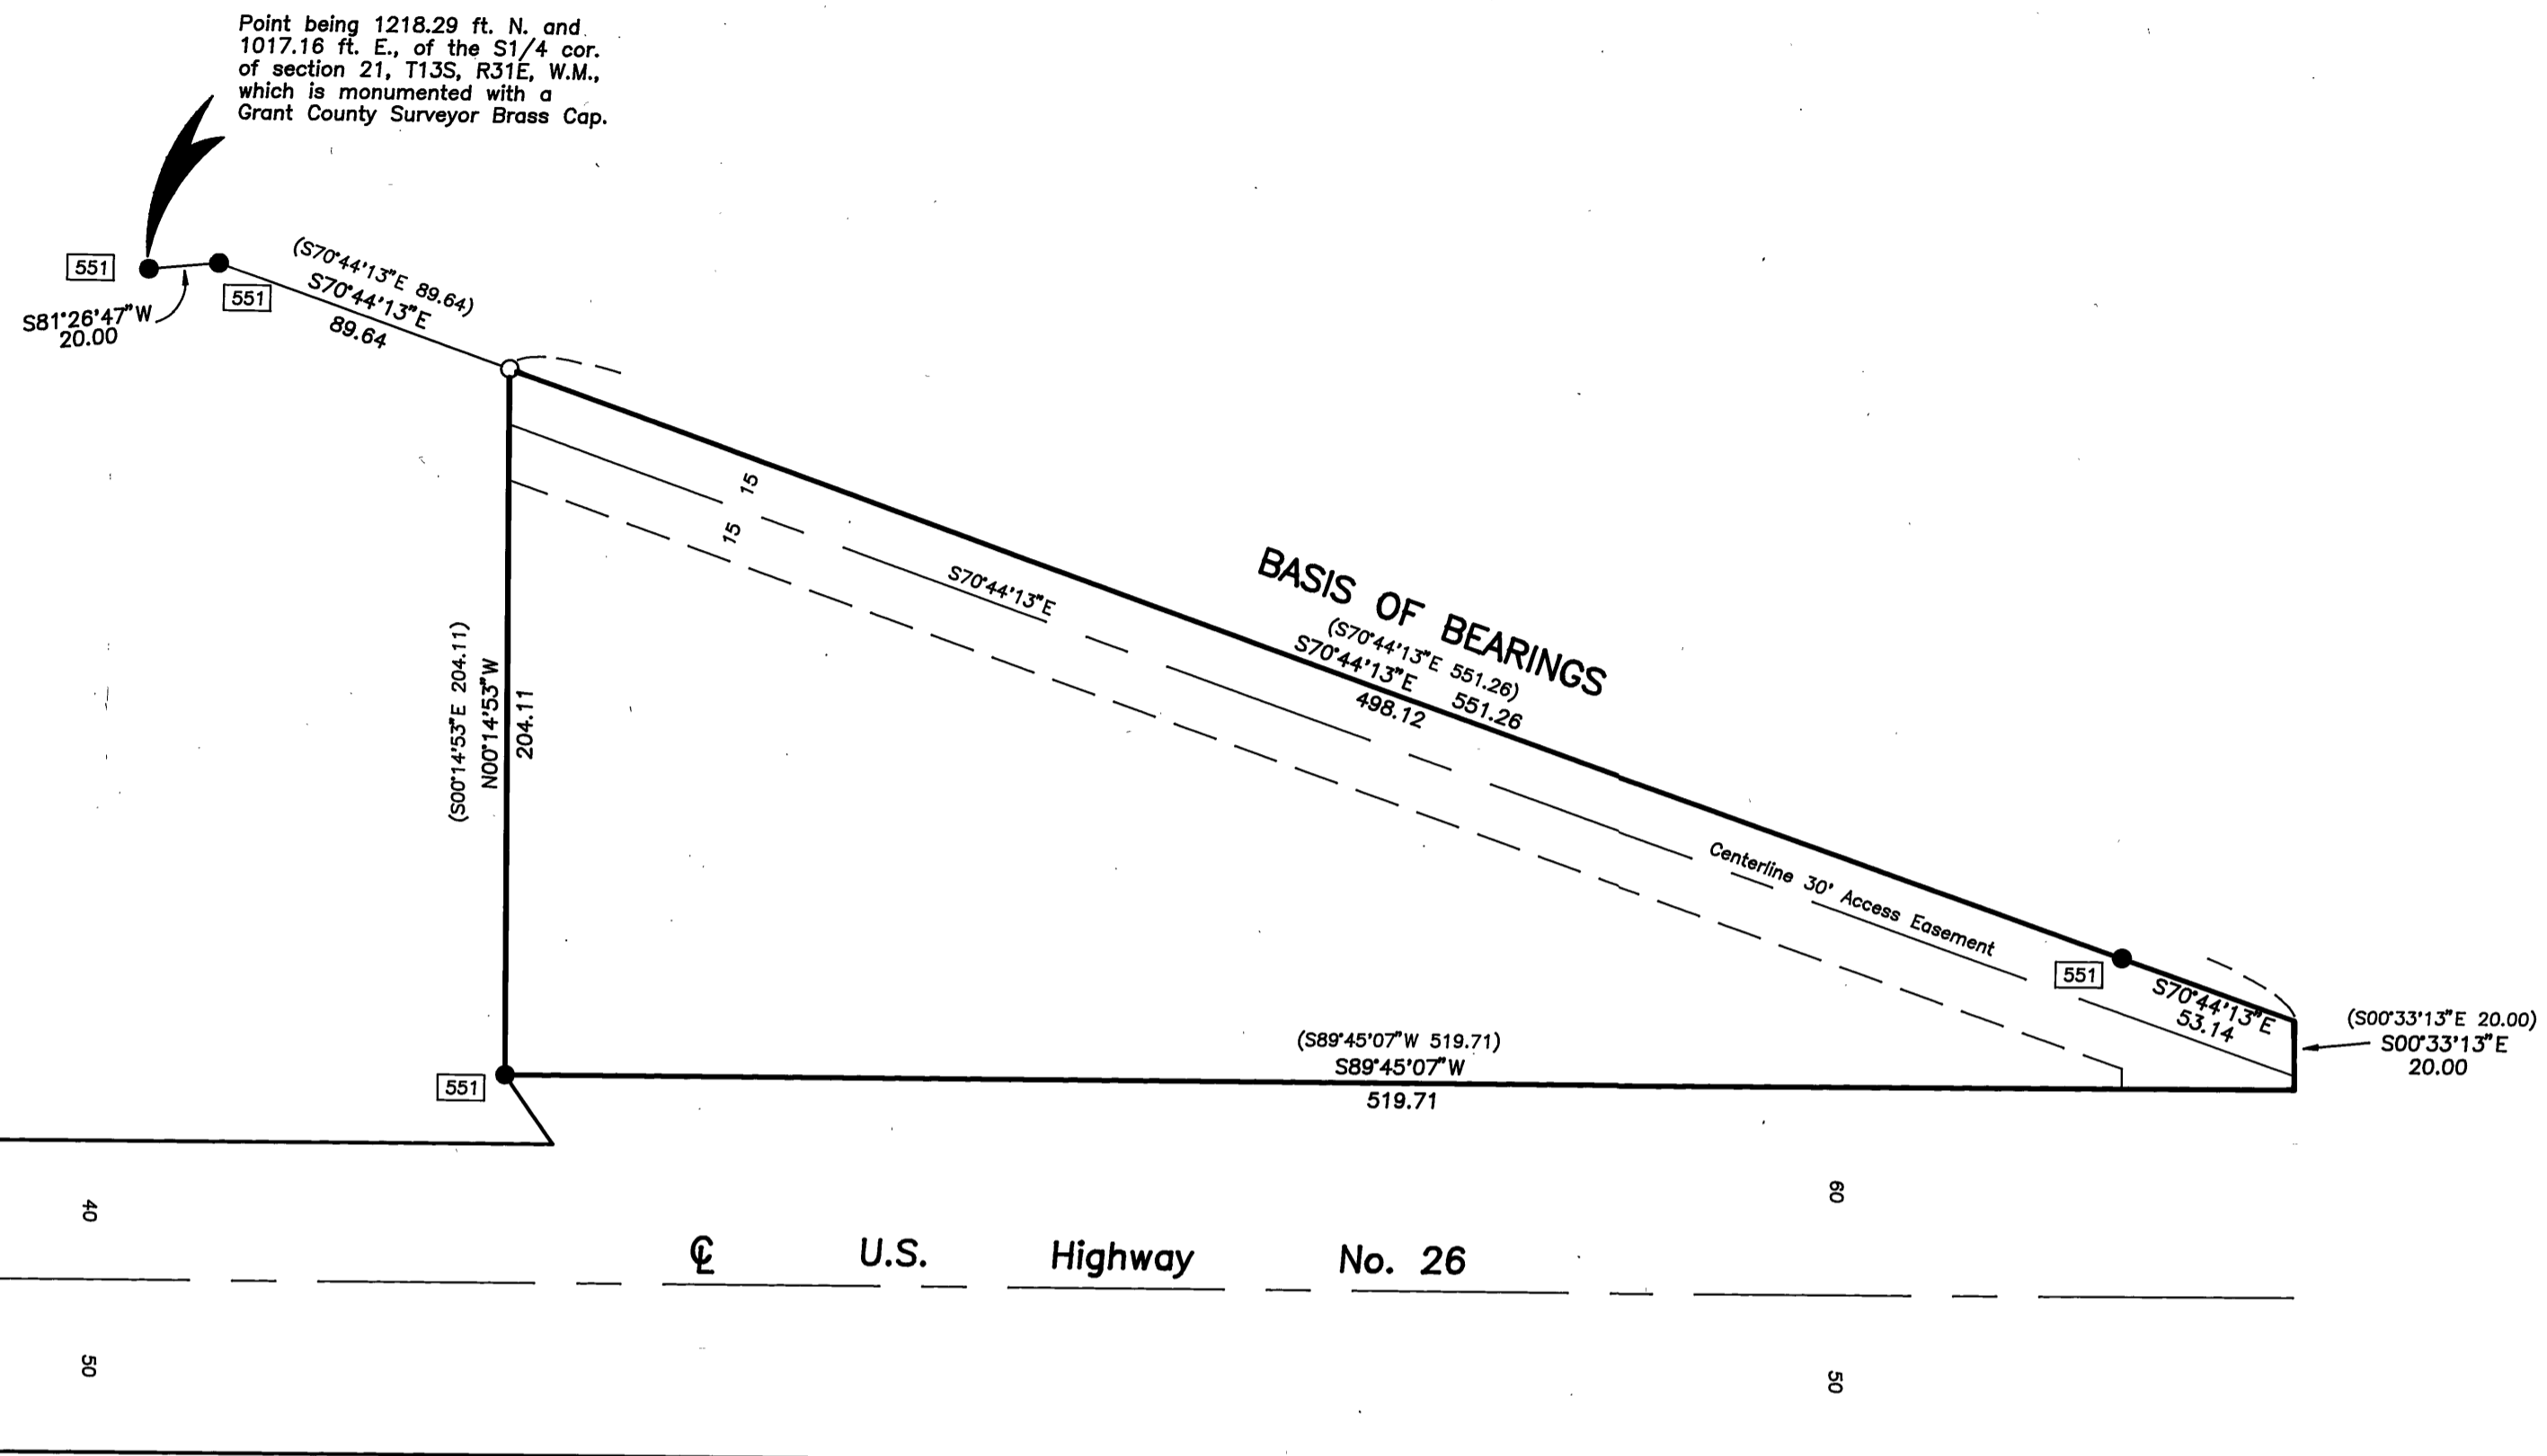 Point being 1218.29 ft. N. and
1017.16 ft. E., of the S1/4 cor.
of section 21, T13S, R31E, W.M.,
which is monumented with a
Grant County Surveyor Brass Cap.
551
551
S81°26'47"W
20.00
(S70°44'13"E 89.64)
S70°44'13"E
89.64
15
15
S70°44'13"E
BASIS OF BEARINGS
(S70°44'13"E 551.26)
S70°44'13"E 551.26
498.12
(S00°14'53"E 204.11)
N00°14'53"W
204.11
Centerline 30' Access Easement
551
S70°44'13"E
53.14
(S00°33'13"E 20.00)
S00°33'13"E
20.00
(S89°45'07"W 519.71)
S89°45'07"W
519.71
551
40
60
℄ U.S. Highway No. 26
50
50